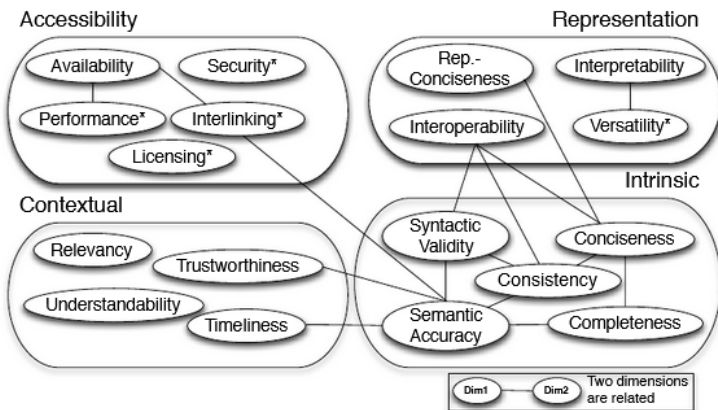 Accessibility
Availability
Security*
Performance*
Interlinking*
Licensing*
Representation
Rep.-
Conciseness
Interpretability
Interoperability
Versatility*
Contextual
Relevancy
Trustworthiness
Understandability
Timeliness
Intrinsic
Syntactic
Validity
Conciseness
Consistency
Semantic
Accuracy
Completeness
Dim1
Dim2
Two dimensions
are related